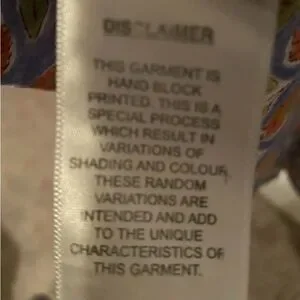 DISCLAIMER
THIS GARMENT IS
HAND BLOCK
PRINTED. THIS IS A
SPECIAL PROCESS
WHICH RESULT IN
VARIATIONS OF
SHADING AND COLOUR,
THESE RANDOM
VARIATIONS ARE
INTENDED AND ADD
TO THE UNIQUE
CHARACTERISTICS OF
THIS GARMENT.